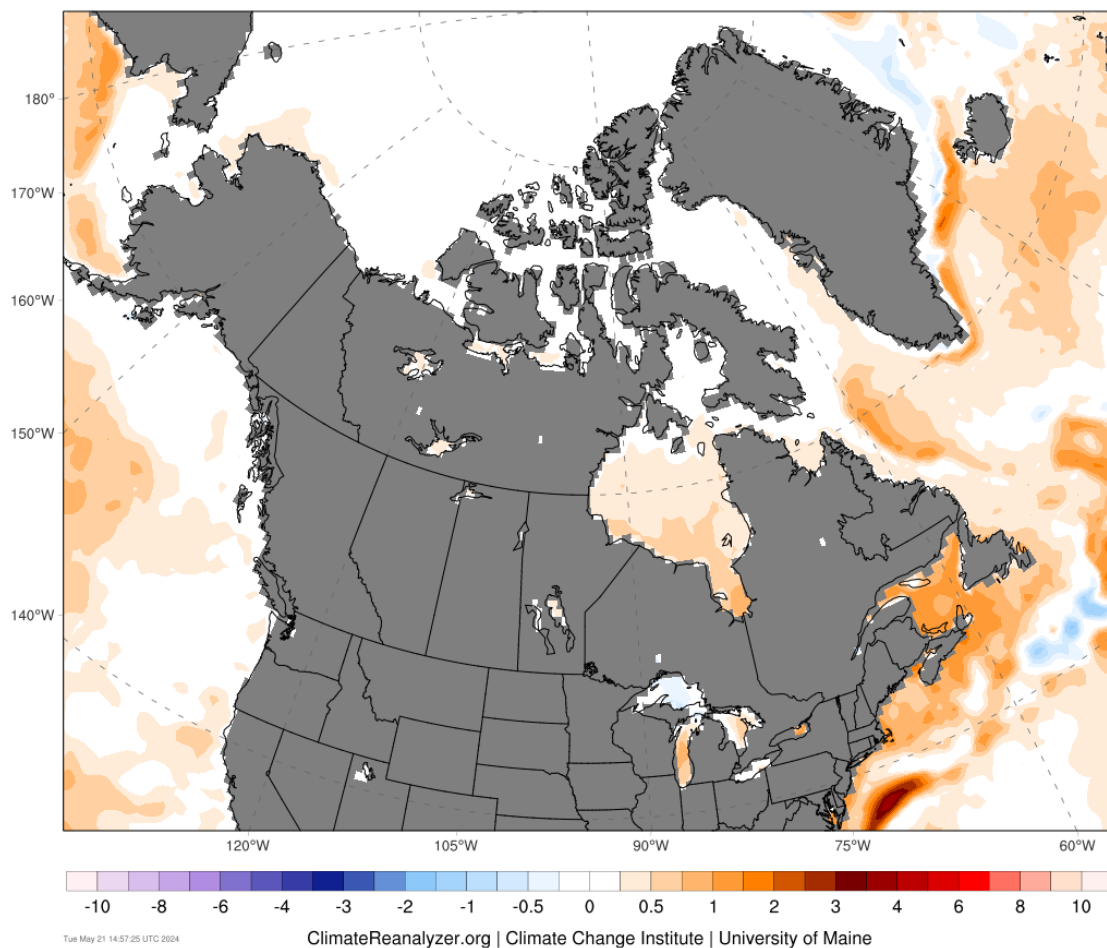 180°
170°W
160°W
150°W
140°W
120°W 105°W 90°W 75°W 60°W
-10 -8 -6 -4 -3 -2 -1 -0.5 0 0.5 1 2 3 4 6 8 10
Tue May 21 14:57:25 UTC 2024
ClimateReanalyzer.org | Climate Change Institute | University of Maine